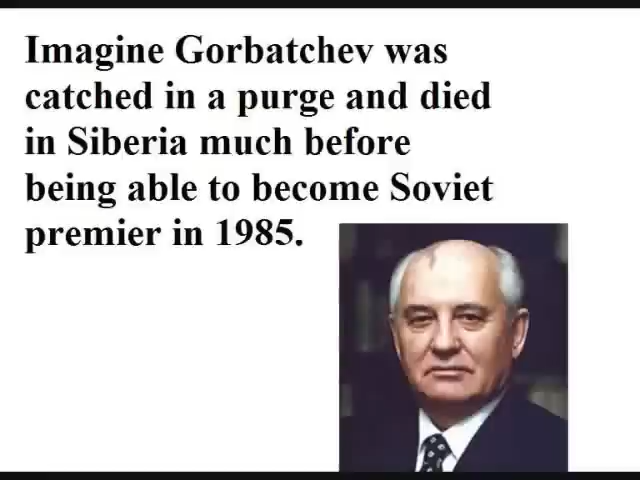 Imagine Gorbatchev was
catched in a purge and died
in Siberia much before
being able to become Soviet
premier in 1985.